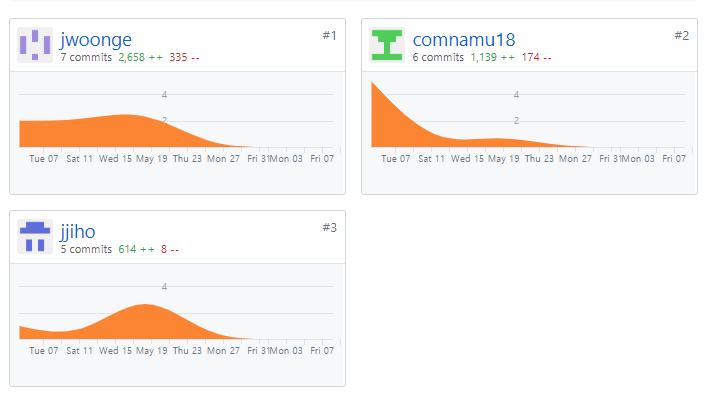 jwoonge #1
7 commits 2,658 ++ 335 --
4
2
Tue 07 Sat 11 Wed 15 May 19 Thu 23 Mon 27 Fri 31 Mon 03 Fri 07
comnamu18 #2
6 commits 1,139 ++ 174 --
4
2
Tue 07 Sat 11 Wed 15 May 19 Thu 23 Mon 27 Fri 31 Mon 03 Fri 07
jjiho #3
5 commits 614 ++ 8 --
4
Tue 07 Sat 11 Wed 15 May 19 Thu 23 Mon 27 Fri 31 Mon 03 Fri 07